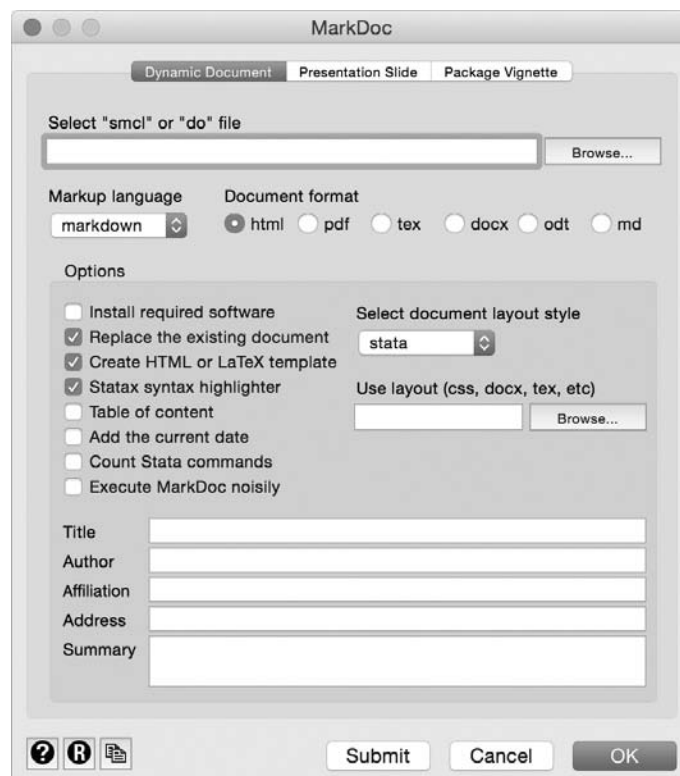 MarkDoc
Dynamic Document Presentation Slide Package Vignette
Select "smcl" or "do" file
Browse...
Markup language Document format
markdown html pdf tex docx odt md
Options
Install required software Select document layout style
Replace the existing document stata
Create HTML or LaTeX template
Statax syntax highlighter Use layout (css, docx, tex, etc)
Table of content Browse...
Add the current date
Count Stata commands
Execute MarkDoc noisily
Title
Author
Affiliation
Address
Summary
? R Submit Cancel OK